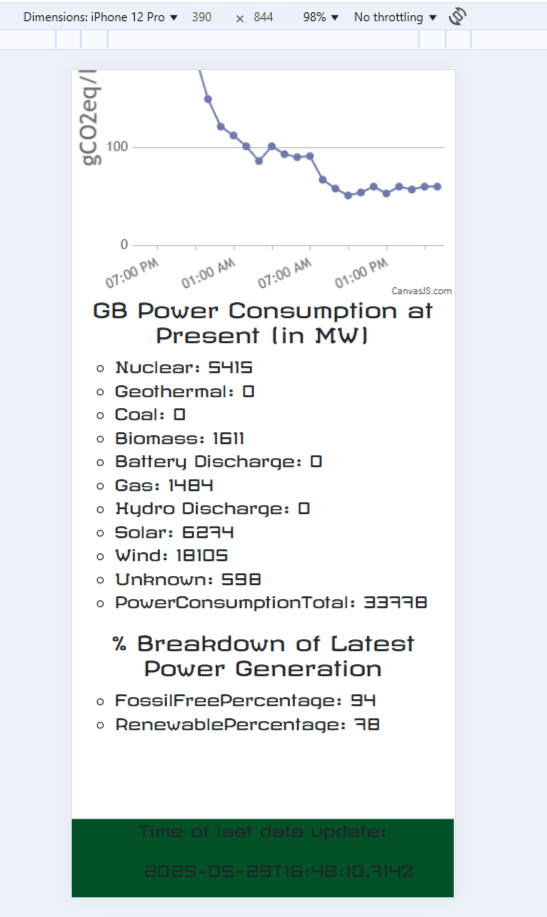 Dimensions: iPhone 12 Pro ▼ 390 x 844 98% ▼ No throttling ▼
gCO2eq/
100
0
07:00 PM 01:00 AM 07:00 AM 01:00 PM
CanvasJS.com
GB Power Consumption at
Present (in MW)
Nuclear: 5415
Geothermal: 0
Coal: 0
Biomass: 1611
Battery Discharge: 0
Gas: 1484
Hydro Discharge: 0
Solar: 6274
Wind: 18105
Unknown: 598
PowerConsumptionTotal: 33778
% Breakdown of Latest
Power Generation
FossilFreePercentage: 94
RenewablePercentage: 78
Time of last data update:
2025-05-29T16:42:10.714Z